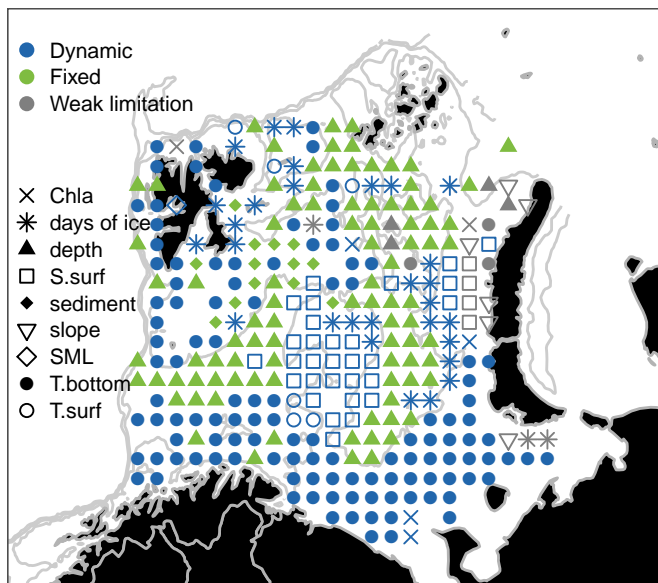 Dynamic
Fixed
Weak limitation
Chla
days of ice
depth
S.surf
sediment
slope
SML
T.bottom
T.surf